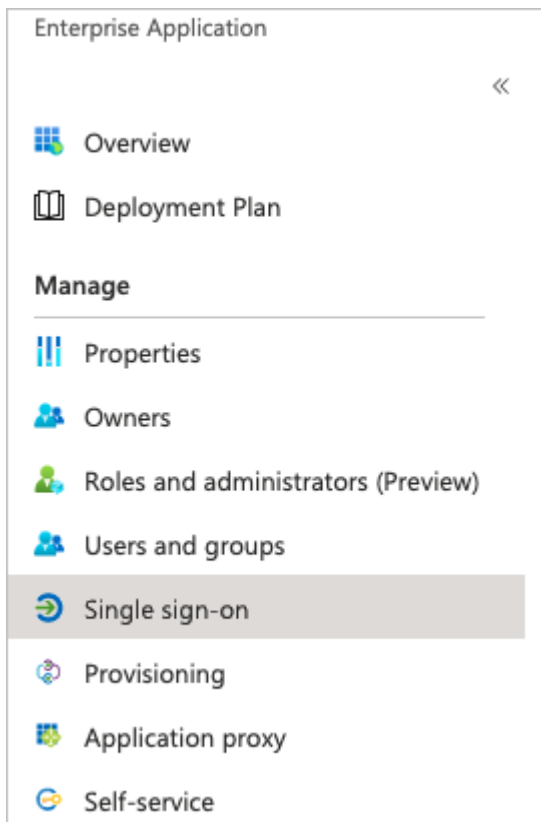 Enterprise Application
«
Overview
Deployment Plan
Manage
Properties
Owners
Roles and administrators (Preview)
Users and groups
Single sign-on
Provisioning
Application proxy
Self-service